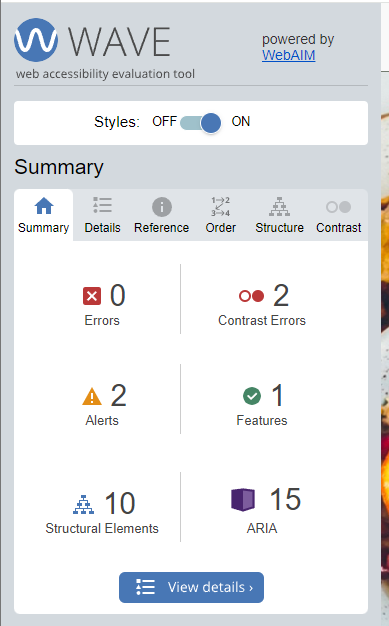 WAVE
web accessibility evaluation tool
powered by
WebAIM
Styles: OFF ON
Summary
Summary Details Reference Order Structure Contrast
1 2
3 4
0 Errors
2 Contrast Errors
2 Alerts
1 Features
10 Structural Elements
15 ARIA
View details ›